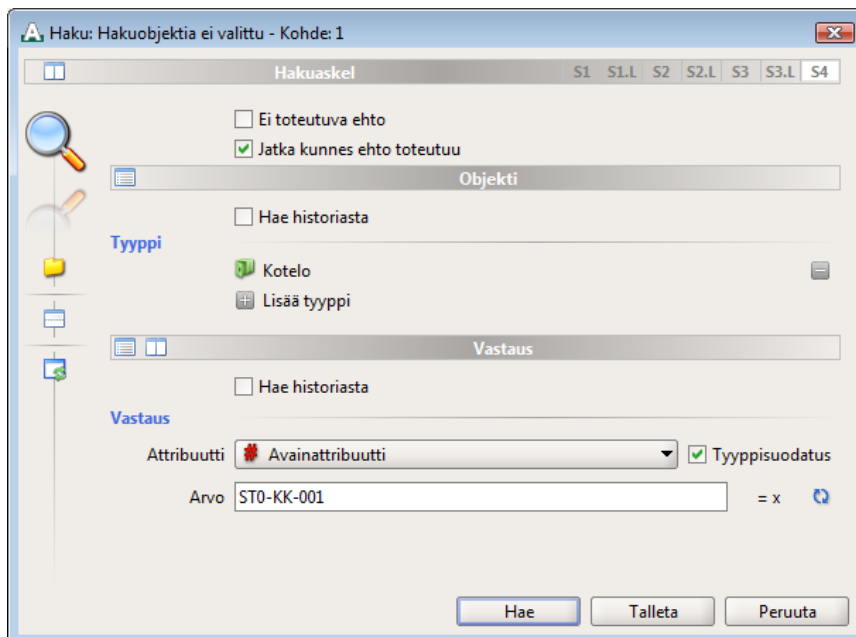 Haku: Hakuobjektia ei valittu - Kohde: 1
Hakuaskel S1 S1.L S2 S2.L S3 S3.L S4
Ei toteutuva ehto
Jatka kunnes ehto toteutuu
Objekti
Hae historiasta
Tyyppi
Kotelo
Lisää tyyppi
Vastaus
Hae historiasta
Vastaus
Attribuutti # Avainattribuutti Tyyppisuodatus
Arvo ST0-KK-001 = x
Hae Talleta Peruuta